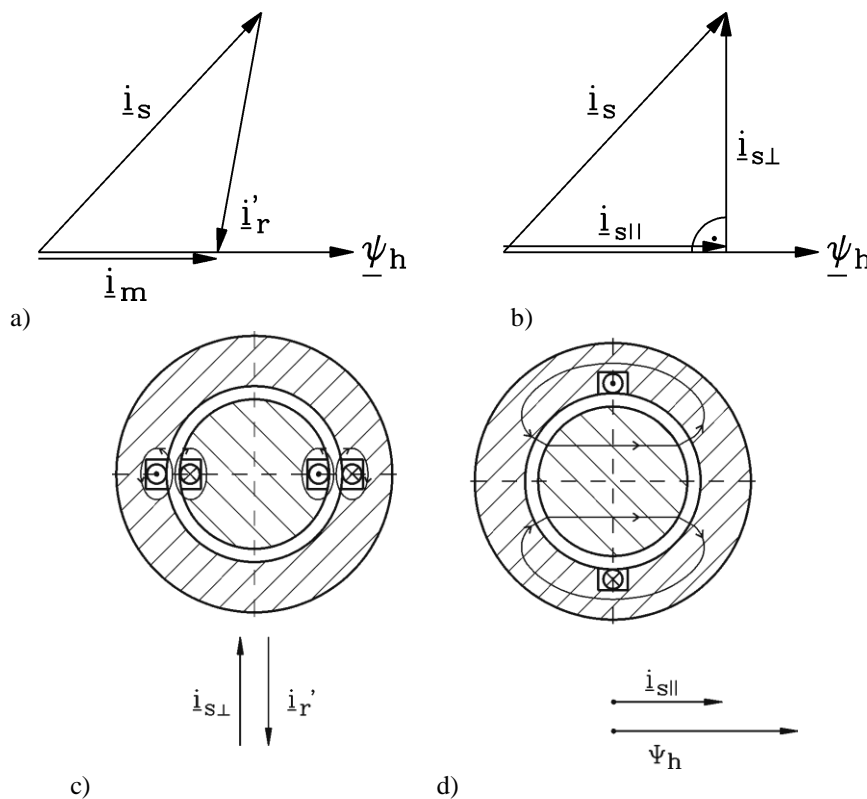 i_s
i'_r
ψ_h
i_m
a)
i_s
i_s⊥
i_s||
ψ_h
b)
i_s⊥
i_r'
c)
i_s||
Ψ_h
d)